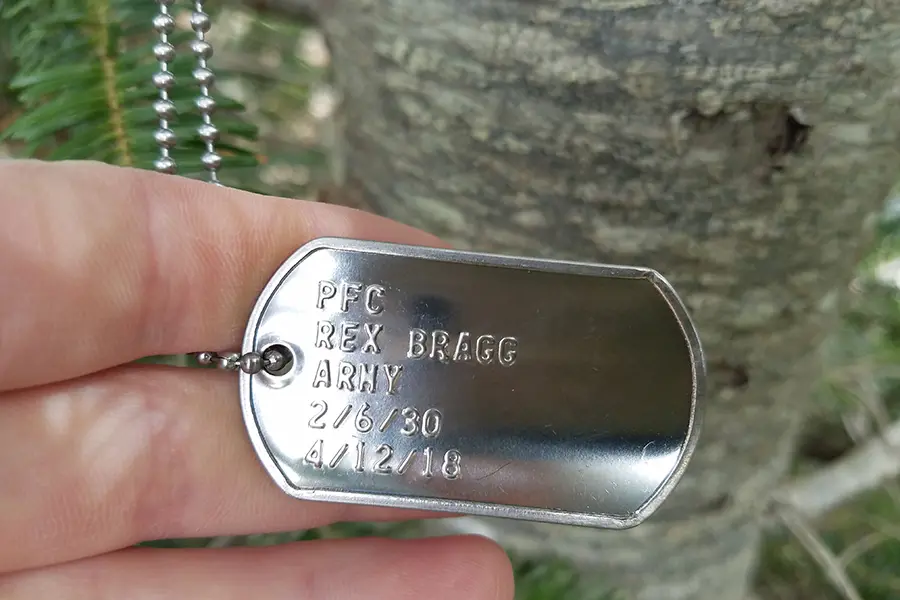 PFC
REX BRAGG
ARMY
2/6/30
4/12/18